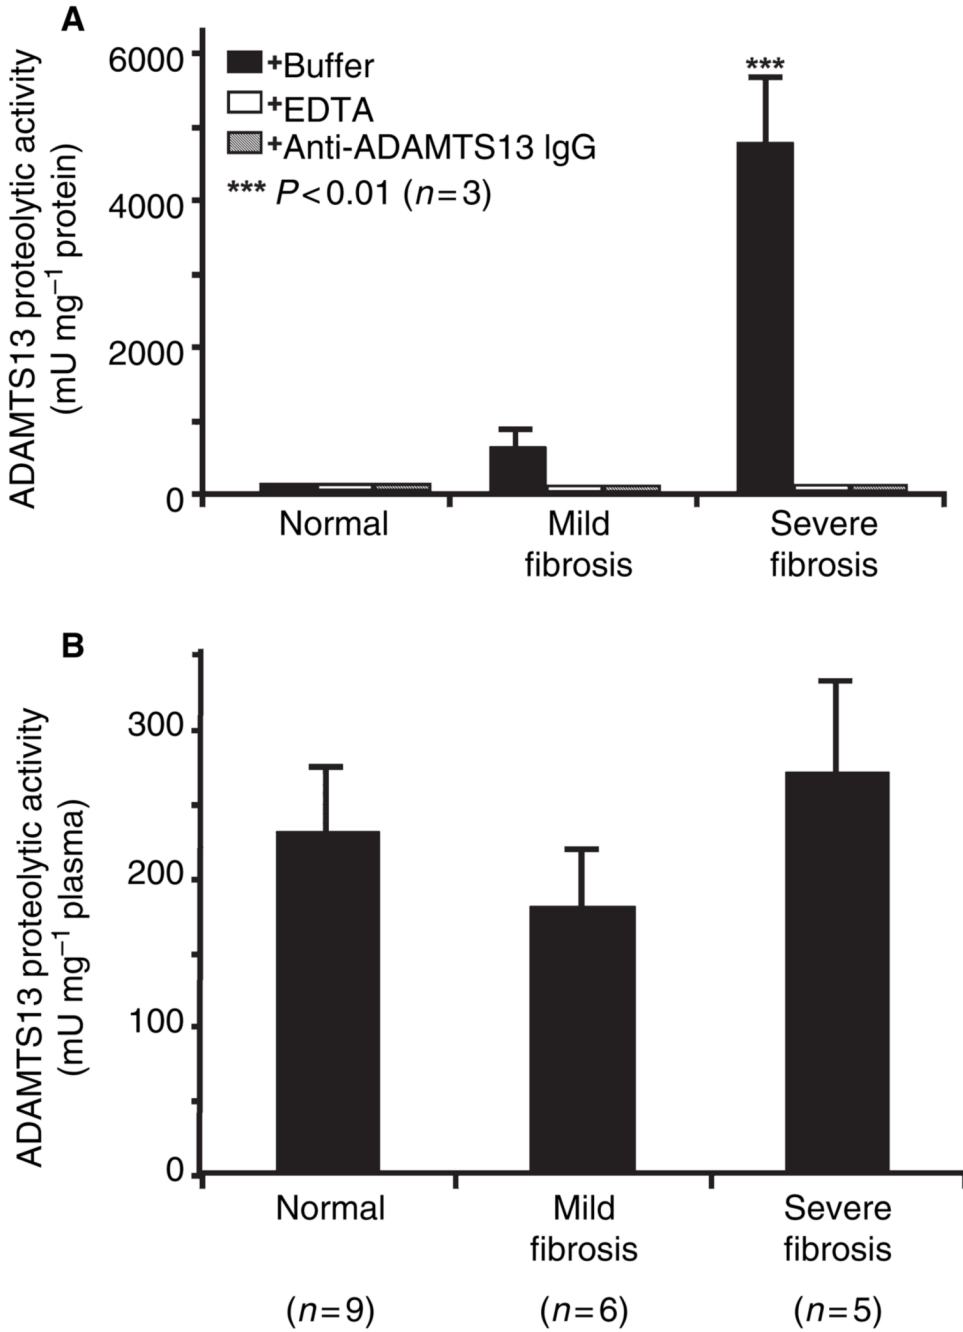 A
ADAMTS13 proteolytic activity
(mU mg⁻¹ protein)
6000
4000
2000
0
+Buffer
+EDTA
+Anti-ADAMTS13 IgG
*** P<0.01 (n=3)
***
Normal
Mild
fibrosis
Severe
fibrosis
B
ADAMTS13 proteolytic activity
(mU mg⁻¹ plasma)
300
200
100
0
Normal
Mild
fibrosis
Severe
fibrosis
(n=9)
(n=6)
(n=5)